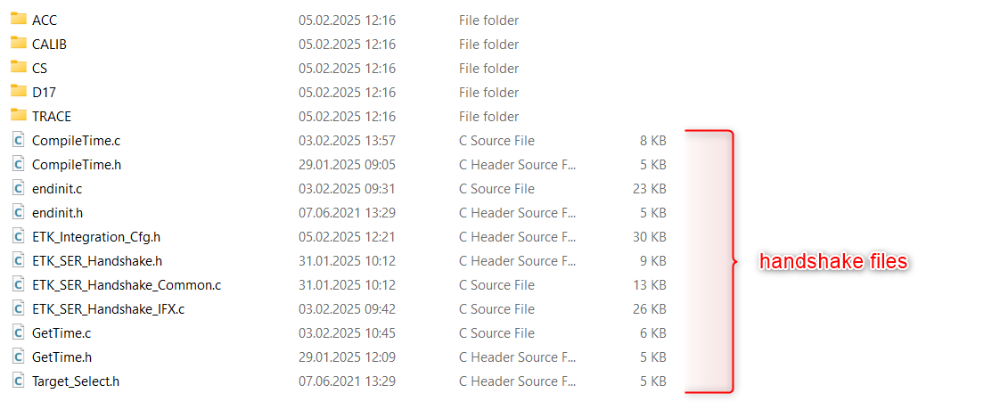 ACC 05.02.2025 12:16 File folder
CALIB 05.02.2025 12:16 File folder
CS 05.02.2025 12:16 File folder
D17 05.02.2025 12:16 File folder
TRACE 05.02.2025 12:16 File folder
CompileTime.c 03.02.2025 13:57 C Source File 8 KB
CompileTime.h 29.01.2025 09:05 C Header Source F... 5 KB
endinit.c 03.02.2025 09:31 C Source File 23 KB
endinit.h 07.06.2021 13:29 C Header Source F... 5 KB
ETK_Integration_Cfg.h 05.02.2025 12:21 C Header Source F... 30 KB
ETK_SER_Handshake.h 31.01.2025 10:12 C Header Source F... 9 KB
handshake files
ETK_SER_Handshake_Common.c 31.01.2025 10:12 C Source File 13 KB
ETK_SER_Handshake_IFX.c 03.02.2025 09:42 C Source File 26 KB
GetTime.c 03.02.2025 10:45 C Source File 6 KB
GetTime.h 29.01.2025 12:09 C Header Source F... 5 KB
Target_Select.h 07.06.2021 13:29 C Header Source F... 5 KB